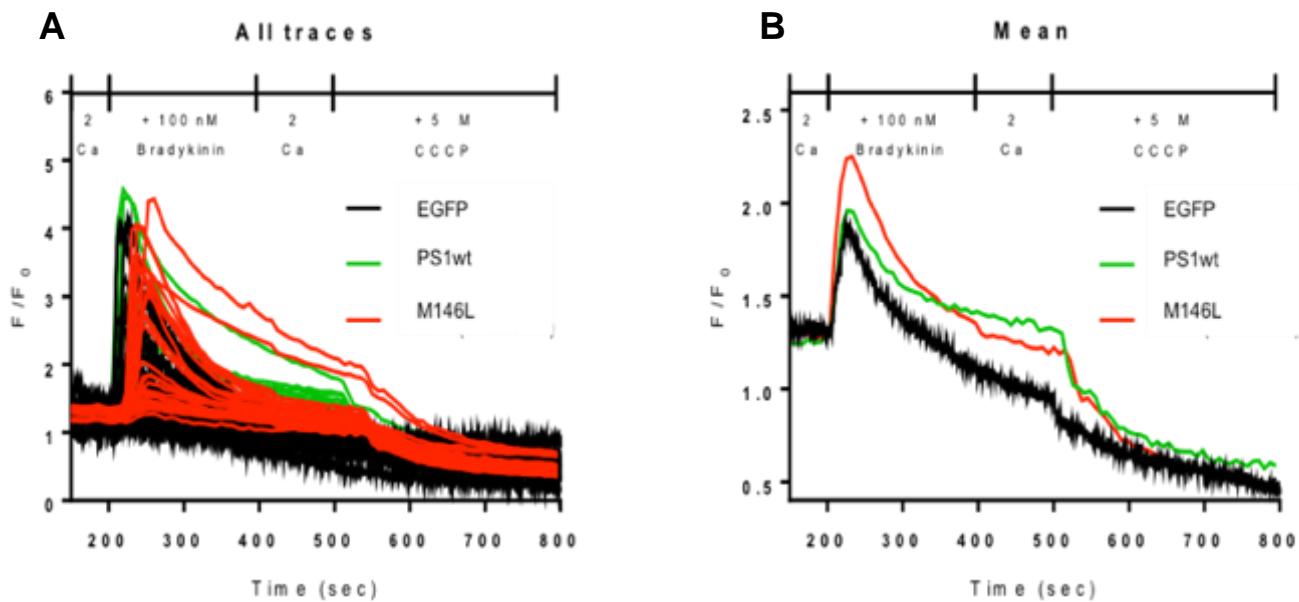 A
All traces
6
5
4
3
2
1
0
F/F0
2 + 100 nM 2 + 5 M
Ca Bradykinin Ca CCCP
EGFP
PS1wt
M146L
200 300 400 500 600 700 800
Time (sec)
B
Mean
2.5
2.0
1.5
1.0
0.5
F/F0
2 + 100 nM 2 + 5 M
Ca Bradykinin Ca CCCP
EGFP
PS1wt
M146L
200 300 400 500 600 700 800
Time (sec)